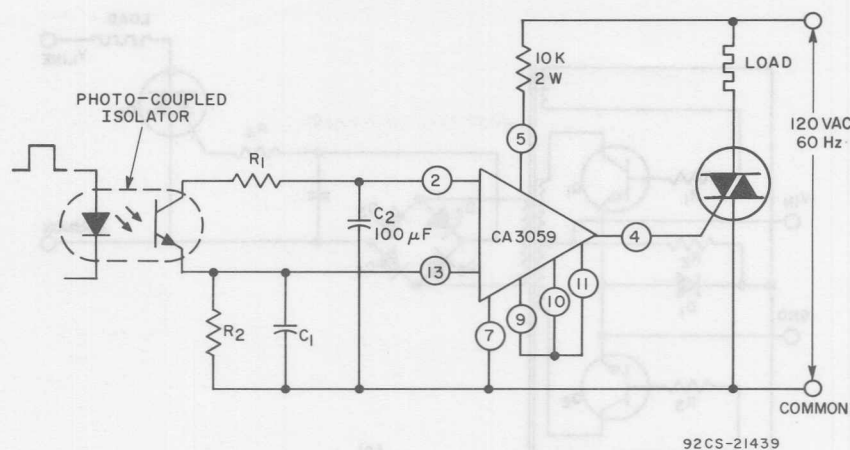 PHOTO-COUPLED
ISOLATOR
R1
C2
100 μF
R2
C1
2
13
5
7
9
10
11
4
CA3059
10K
2 W
LOAD
120 VAC
60 Hz
COMMON
92CS-21439